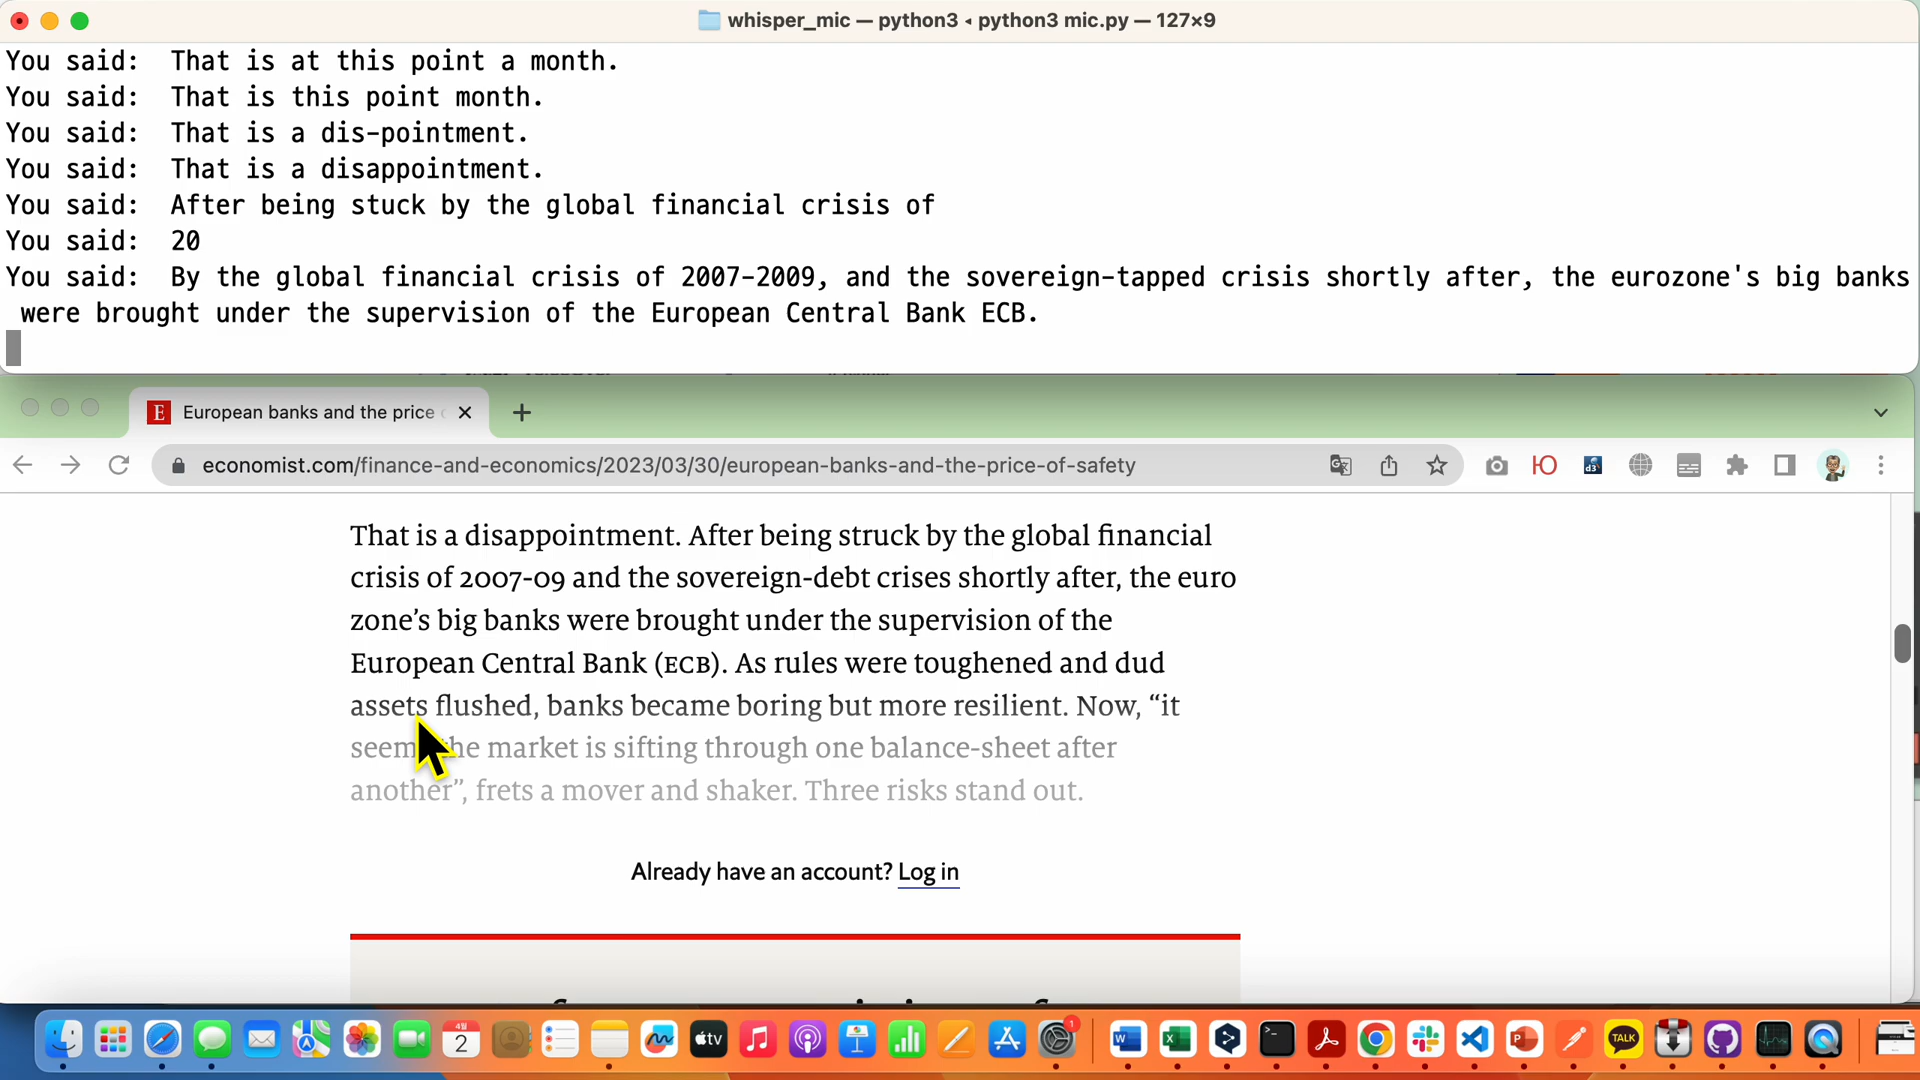 whisper_mic — python3 ◂ python3 mic.py — 127×9
You said:  That is at this point a month.
You said:  That is this point month.
You said:  That is a dis-pointment.
You said:  That is a disappointment.
You said:  After being stuck by the global financial crisis of
You said:  20
You said:  By the global financial crisis of 2007-2009, and the sovereign-tapped crisis shortly after, the eurozone's big banks
were brought under the supervision of the European Central Bank ECB.
E European banks and the price
economist.com/finance-and-economics/2023/03/30/european-banks-and-the-price-of-safety
Ю d3
That is a disappointment. After being struck by the global financial
crisis of 2007-09 and the sovereign-debt crises shortly after, the euro
zone's big banks were brought under the supervision of the
European Central Bank (ECB). As rules were toughened and dud
assets flushed, banks became boring but more resilient. Now, “it
the market is sifting through one balance-sheet after
another”, frets a mover and shaker. Three risks stand out.
Already have an account? Log in
4월
2
tv
1
W
X
P
TALK